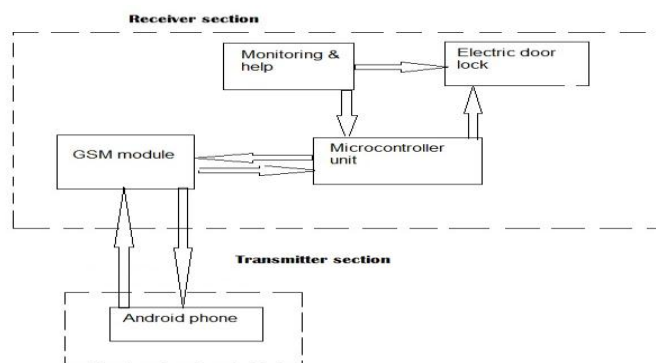 Receiver section
Monitoring &
help
Electric door
lock
GSM module
Microcontroller
unit
Transmitter section
Android phone